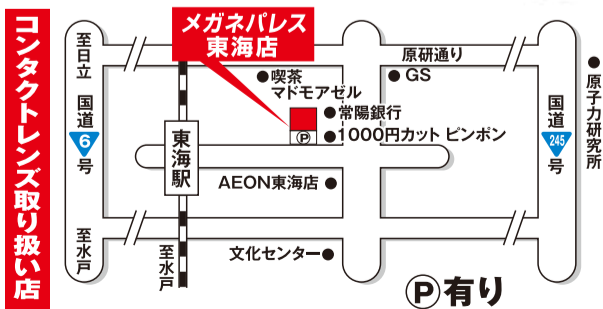 コンタクトレンズ取り扱い店
至日立
国道
6
号
至水戸
メガネパレス
東海店
原研通り
喫茶
マドモアゼル
GS
常陽銀行
P
1000円カット ピンポン
東海駅
AEON東海店
至水戸
文化センター
国道
245
号
原子力研究所
P有り